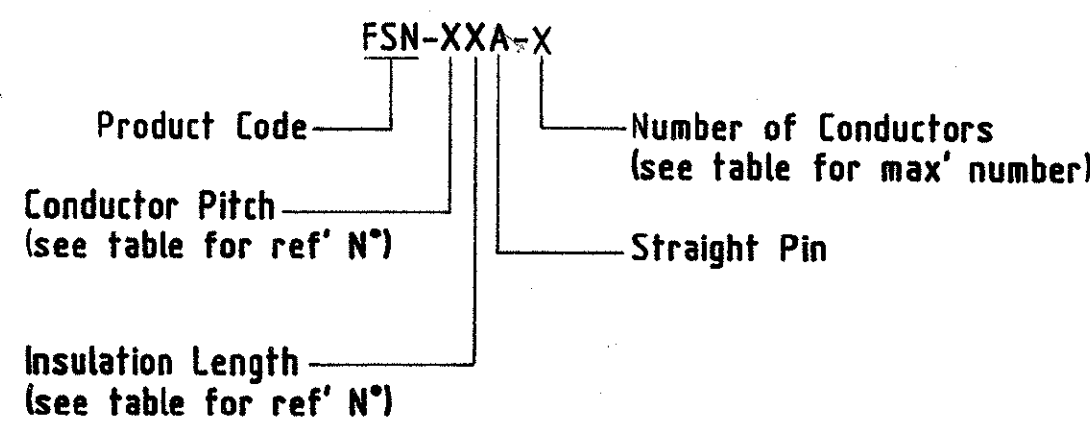 FSN-XXA-X
Product Code
Number of Conductors
(see table for max' number)
Conductor Pitch
(see table for ref' N°)
Straight Pin
Insulation Length
(see table for ref' N°)